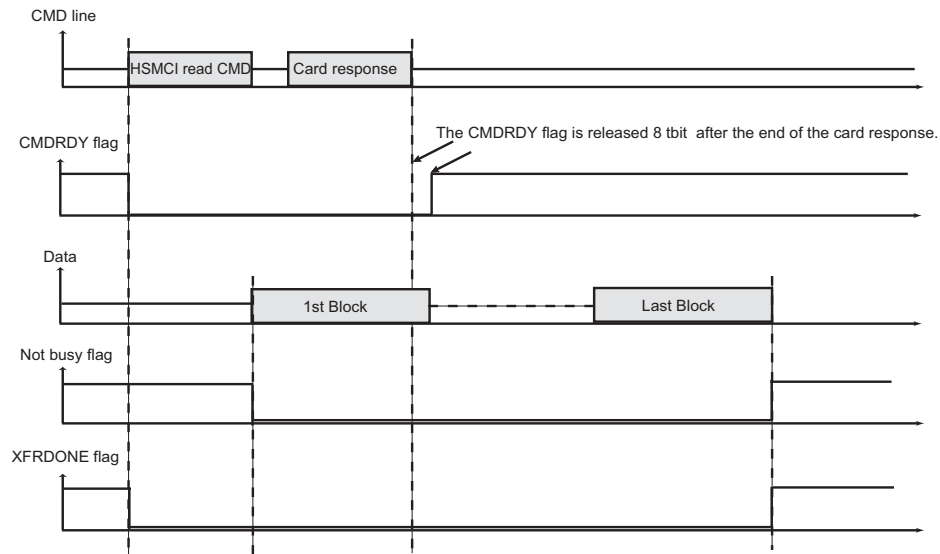 CMD line
HSMCI read CMD
Card response
CMDRDY flag
The CMDRDY flag is released 8 tbit after the end of the card response.
Data
1st Block
Last Block
Not busy flag
XFRDONE flag